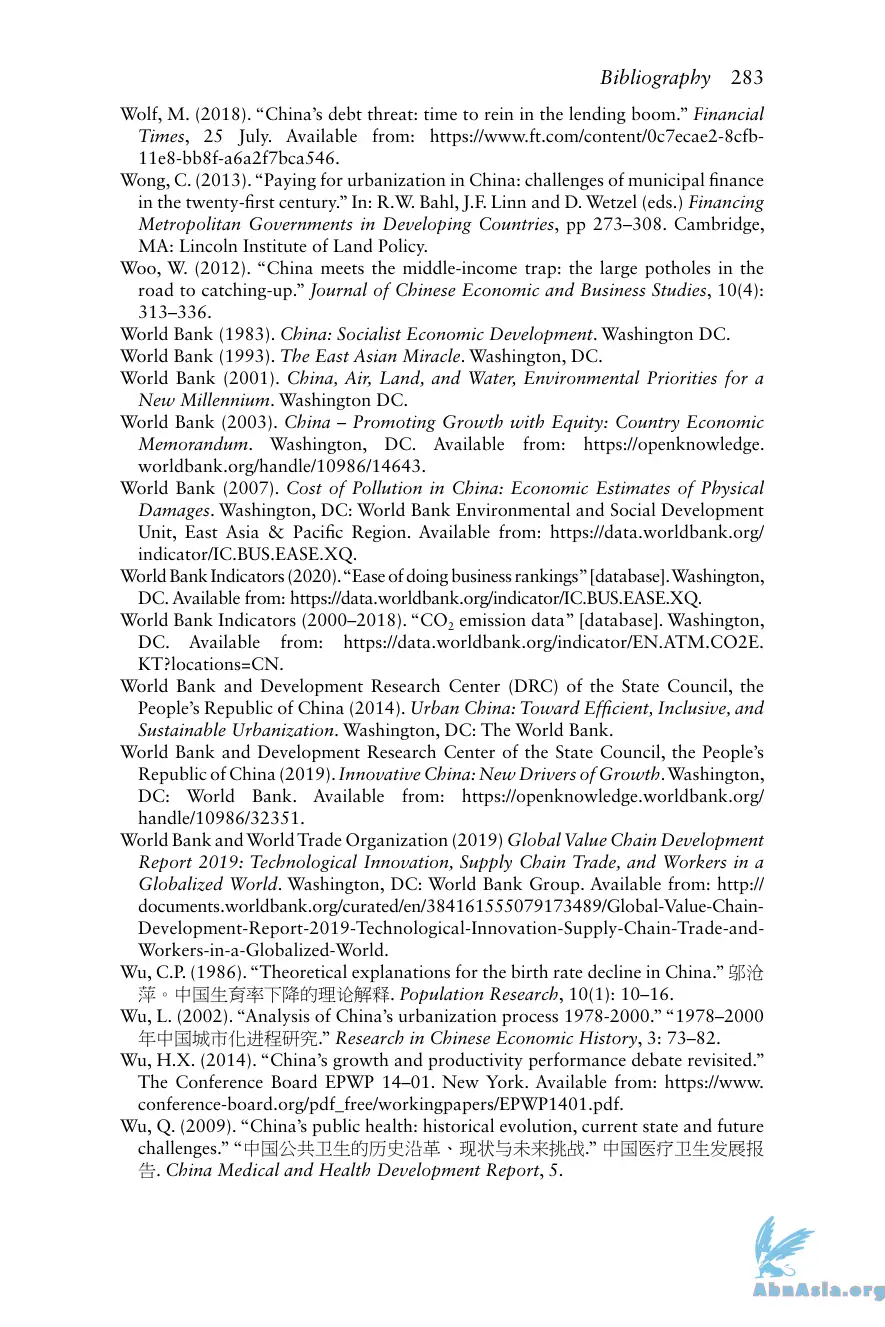 Bibliography 283
Wolf, M. (2018). “China’s debt threat: time to rein in the lending boom.” Financial
Times, 25 July. Available from: https://www.ft.com/content/0c7ecae2-8cfb-
11e8-bb8f-a6a2f7bca546.
Wong, C. (2013). “Paying for urbanization in China: challenges of municipal finance
in the twenty-first century.” In: R.W. Bahl, J.F. Linn and D. Wetzel (eds.) Financing
Metropolitan Governments in Developing Countries, pp 273–308. Cambridge,
MA: Lincoln Institute of Land Policy.
Woo, W. (2012). “China meets the middle-income trap: the large potholes in the
road to catching-up.” Journal of Chinese Economic and Business Studies, 10(4):
313–336.
World Bank (1983). China: Socialist Economic Development. Washington DC.
World Bank (1993). The East Asian Miracle. Washington, DC.
World Bank (2001). China, Air, Land, and Water, Environmental Priorities for a
New Millennium. Washington DC.
World Bank (2003). China – Promoting Growth with Equity: Country Economic
Memorandum. Washington, DC. Available from: https://openknowledge.
worldbank.org/handle/10986/14643.
World Bank (2007). Cost of Pollution in China: Economic Estimates of Physical
Damages. Washington, DC: World Bank Environmental and Social Development
Unit, East Asia & Pacific Region. Available from: https://data.worldbank.org/
indicator/IC.BUS.EASE.XQ.
World Bank Indicators (2020). “Ease of doing business rankings” [database]. Washington,
DC. Available from: https://data.worldbank.org/indicator/IC.BUS.EASE.XQ.
World Bank Indicators (2000–2018). “CO₂ emission data” [database]. Washington,
DC. Available from: https://data.worldbank.org/indicator/EN.ATM.CO2E.
KT?locations=CN.
World Bank and Development Research Center (DRC) of the State Council, the
People’s Republic of China (2014). Urban China: Toward Efficient, Inclusive, and
Sustainable Urbanization. Washington, DC: The World Bank.
World Bank and Development Research Center of the State Council, the People’s
Republic of China (2019). Innovative China: New Drivers of Growth. Washington,
DC: World Bank. Available from: https://openknowledge.worldbank.org/
handle/10986/32351.
World Bank and World Trade Organization (2019) Global Value Chain Development
Report 2019: Technological Innovation, Supply Chain Trade, and Workers in a
Globalized World. Washington, DC: World Bank Group. Available from: http://
documents.worldbank.org/curated/en/384161555079173489/Global-Value-Chain-
Development-Report-2019-Technological-Innovation-Supply-Chain-Trade-and-
Workers-in-a-Globalized-World.
Wu, C.P. (1986). “Theoretical explanations for the birth rate decline in China.” 邬沧
萍。中国生育率下降的理论解释. Population Research, 10(1): 10–16.
Wu, L. (2002). “Analysis of China’s urbanization process 1978-2000.” “1978–2000
年中国城市化进程研究.” Research in Chinese Economic History, 3: 73–82.
Wu, H.X. (2014). “China’s growth and productivity performance debate revisited.”
The Conference Board EPWP 14–01. New York. Available from: https://www.
conference-board.org/pdf_free/workingpapers/EPWP1401.pdf.
Wu, Q. (2009). “China’s public health: historical evolution, current state and future
challenges.” “中国公共卫生的历史沿革、现状与未来挑战.” 中国医疗卫生发展报
告. China Medical and Health Development Report, 5.
AbnAsia.org